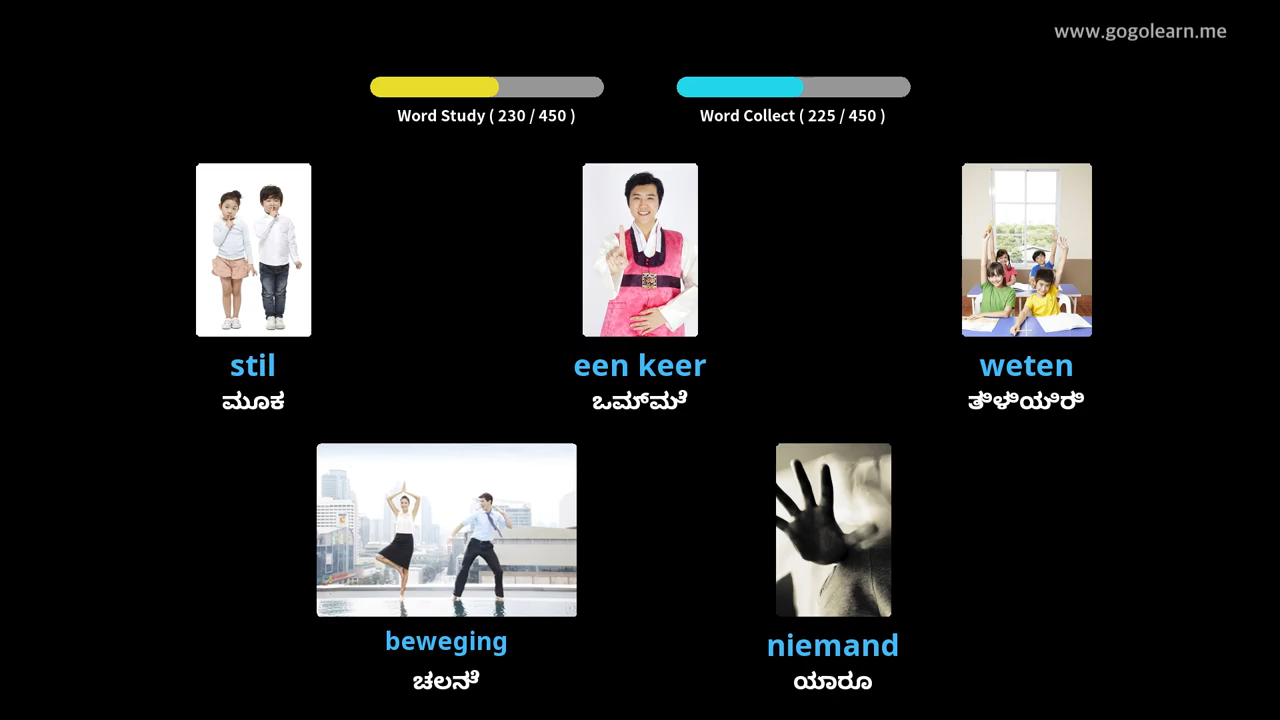 www.gogolearn.me
Word Study ( 230 / 450 )
Word Collect ( 225 / 450 )
stil
een keer
weten
ಮೂಕ
ಒಮ್ಮೆ
ತಿಳಿಯಿರಿ
beweging
niemand
ಚಲನೆ
ಯಾರೂ